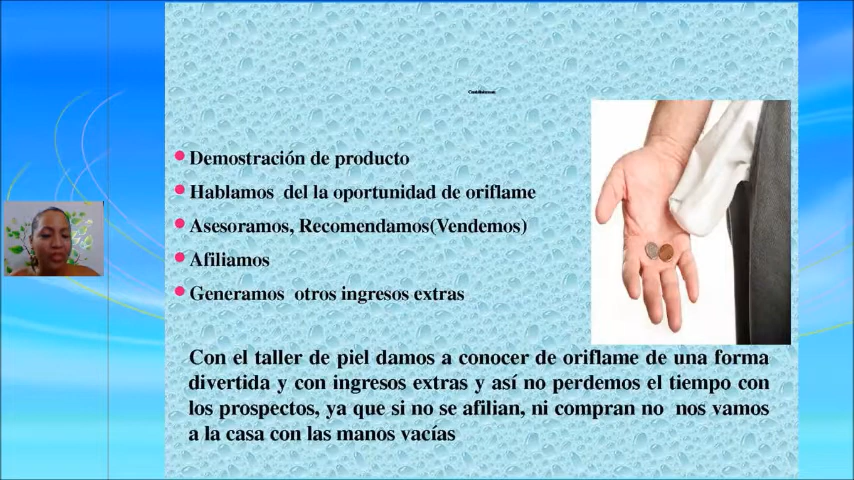 Demostración de producto
Hablamos del la oportunidad de oriflame
Asesoramos, Recomendamos(Vendemos)
Afiliamos
Generamos otros ingresos extras
Con el taller de piel damos a conocer de oriflame de una forma
divertida y con ingresos extras y así no perdemos el tiempo con
los prospectos, ya que si no se afilian, ni compran no nos vamos
a la casa con las manos vacías